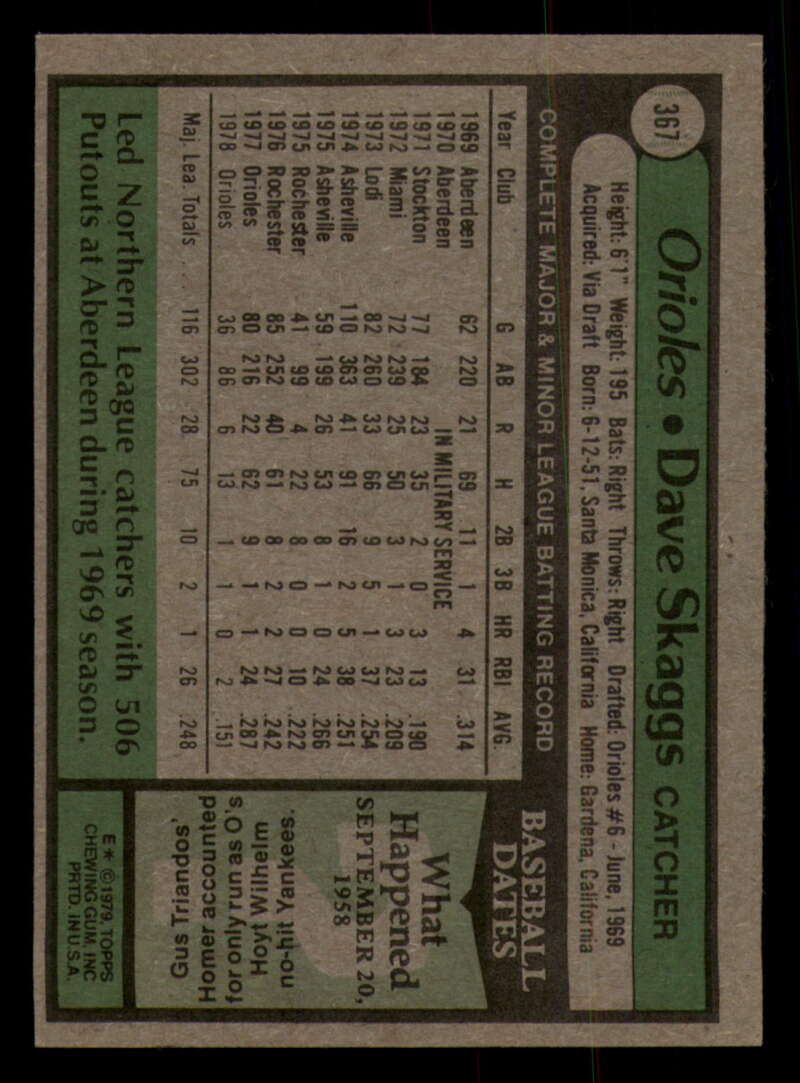 367
Orioles • Dave Skaggs CATCHER
Height: 6'1" Weight: 195 Bats: Right Throws: Right Drafted: Orioles #6 - June, 1969
Acquired: Via Draft Born: 6-12-51, Santa Monica, California Home: Gardena, California
COMPLETE MAJOR & MINOR LEAGUE BATTING RECORD
Year Club G AB R H 2B 3B HR RBI AVG.
1969 Aberdeen 62 220 21 69 11 1 4 31 .314
1970 Aberdeen IN MILITARY SERVICE
1971 Stockton 77 184 23 35 2 0 3 13 .190
1972 Miami 72 239 25 50 3 1 3 23 .209
1973 Lodi 82 260 33 66 9 5 1 37 .254
1974 Asheville 110 363 41 91 16 2 5 38 .251
1975 Asheville 59 199 26 53 8 1 0 24 .266
1975 Rochester 41 99 4 22 8 0 0 10 .222
1976 Rochester 85 252 40 61 8 2 2 27 .242
1977 Orioles 80 216 22 62 9 1 1 24 .287
1978 Orioles 36 86 6 13 1 1 0 2 .151
Maj. Lea. Totals 116 302 28 75 10 2 1 26 .248
Led Northern League catchers with 506
Putouts at Aberdeen during 1969 season.
BASEBALL
DATES
What
Happened
SEPTEMBER 20,
1958
Gus Triandos'
Homer accounted
for only run as O's
Hoyt Wilhelm
no-hit Yankees.
E* ©1979, TOPPS
CHEWING GUM, INC
PRTD. IN U.S.A.